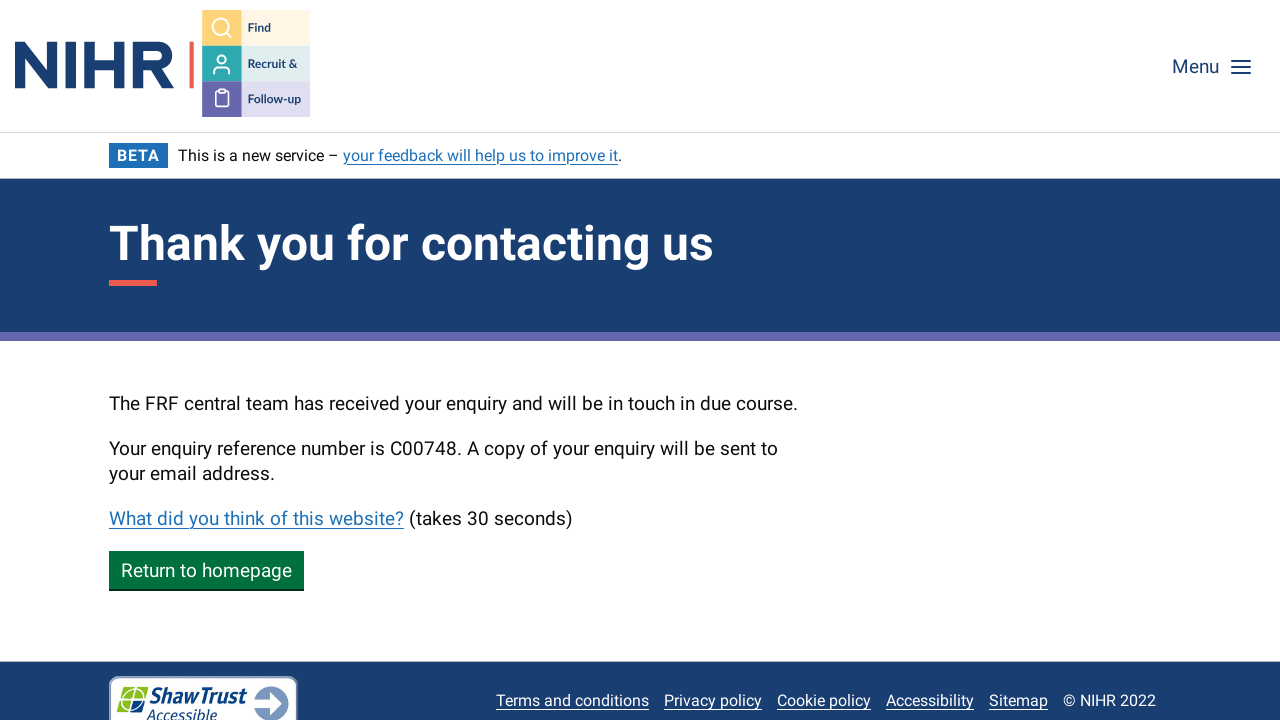 NIHR
Find
Recruit &
Follow-up
Menu
BETA This is a new service – your feedback will help us to improve it.
Thank you for contacting us
The FRF central team has received your enquiry and will be in touch in due course.
Your enquiry reference number is C00748. A copy of your enquiry will be sent to
your email address.
What did you think of this website? (takes 30 seconds)
Return to homepage
Shaw Trust
Accessible
Terms and conditions Privacy policy Cookie policy Accessibility Sitemap © NIHR 2022